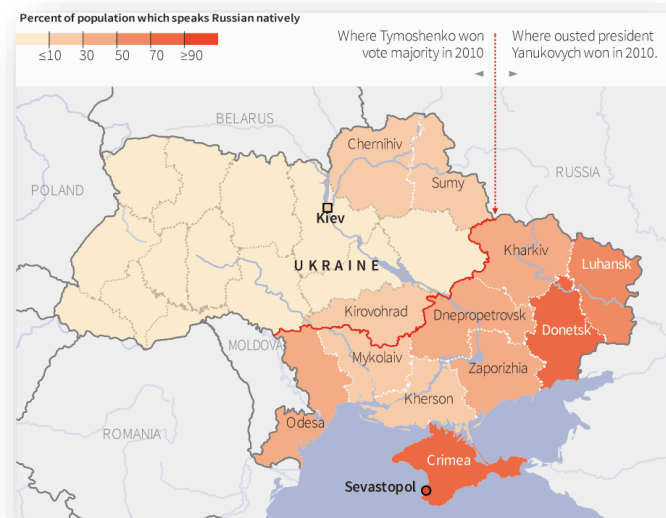 Percent of population which speaks Russian natively
≤10 30 50 70 ≥90
Where Tymoshenko won
vote majority in 2010
Where ousted president
Yanukovych won in 2010.
BELARUS
Chernihiv
POLAND
RUSSIA
Sumy
Kiev
Kharkiv
UKRAINE
Luhansk
Kirovohrad
Dnepropetrovsk
Donetsk
MOLDOVA
Mykolaiv
Zaporizhia
Kherson
Odesa
ROMANIA
Crimea
Sevastopol